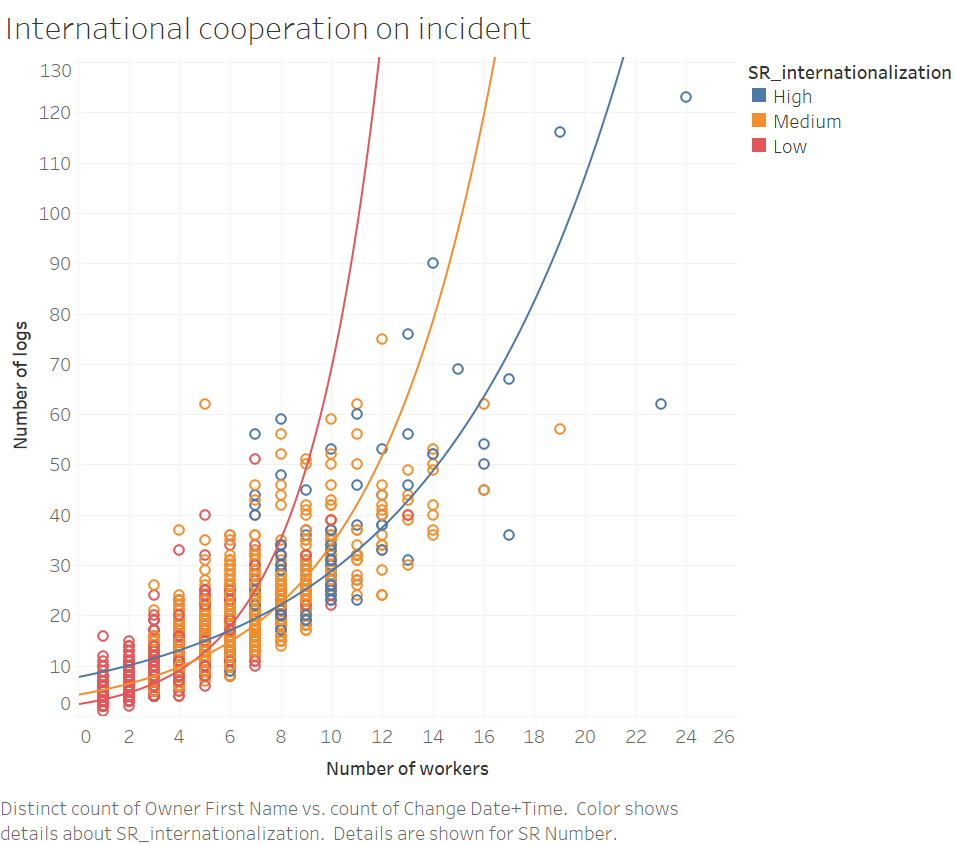 International cooperation on incident
SR_internationalization
High
Medium
Low
130
120
110
100
90
80
70
60
50
40
30
20
10
0
Number of logs
0 2 4 6 8 10 12 14 16 18 20 22 24 26
Number of workers
Distinct count of Owner First Name vs. count of Change Date+Time. Color shows
details about SR_internationalization. Details are shown for SR Number.